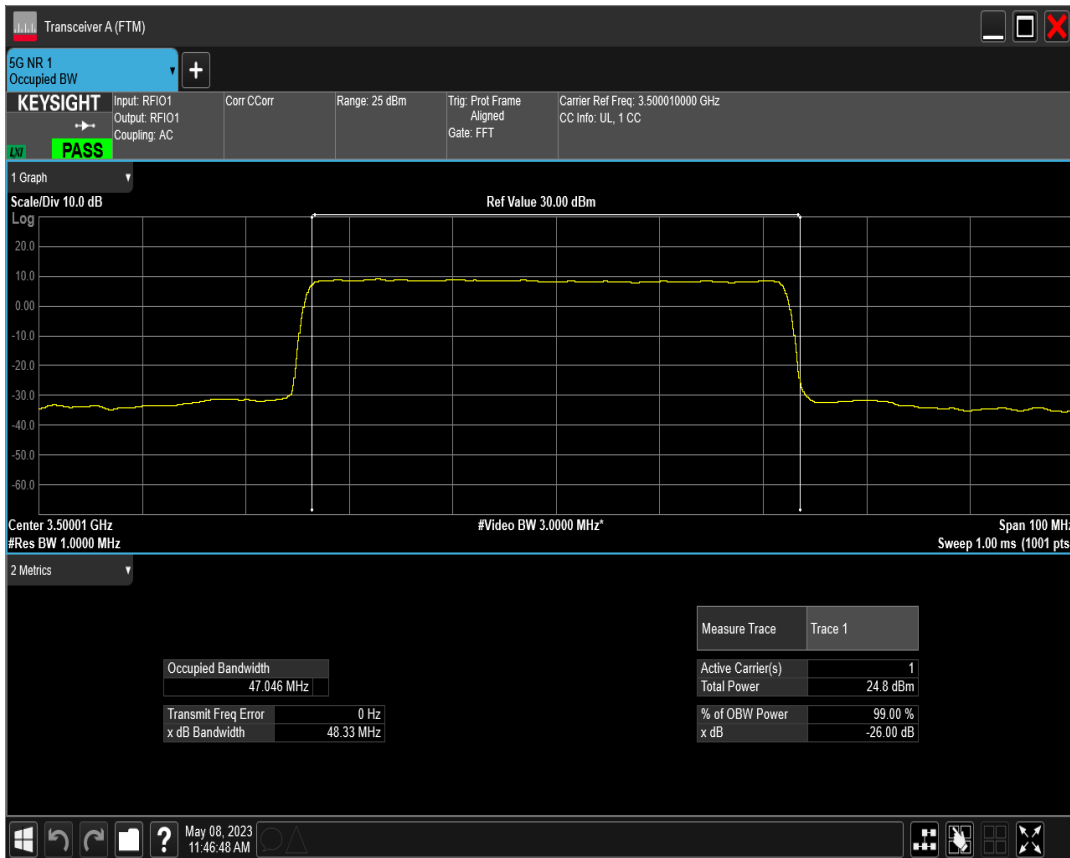 Transceiver A (FTM)
5G NR 1
Occupied BW
+
KEYSIGHT
LXI
PASS
Input: RFIO1
Output: RFIO1
Coupling: AC
Corr CCorr
Range: 25 dBm
Trig: Prot Frame
Aligned
Gate: FFT
Carrier Ref Freq: 3.500010000 GHz
CC Info: UL, 1 CC
1 Graph
Scale/Div 10.0 dB
Ref Value 30.00 dBm
Log
20.0
10.0
0.00
-10.0
-20.0
-30.0
-40.0
-50.0
-60.0
Center 3.50001 GHz
#Video BW 3.0000 MHz*
Span 100 MHz
#Res BW 1.0000 MHz
Sweep 1.00 ms (1001 pts
2 Metrics
Measure Trace Trace 1
Occupied Bandwidth
47.046 MHz
Active Carrier(s) 1
Total Power 24.8 dBm
Transmit Freq Error 0 Hz
x dB Bandwidth 48.33 MHz
% of OBW Power 99.00 %
x dB -26.00 dB
?
May 08, 2023
11:46:48 AM